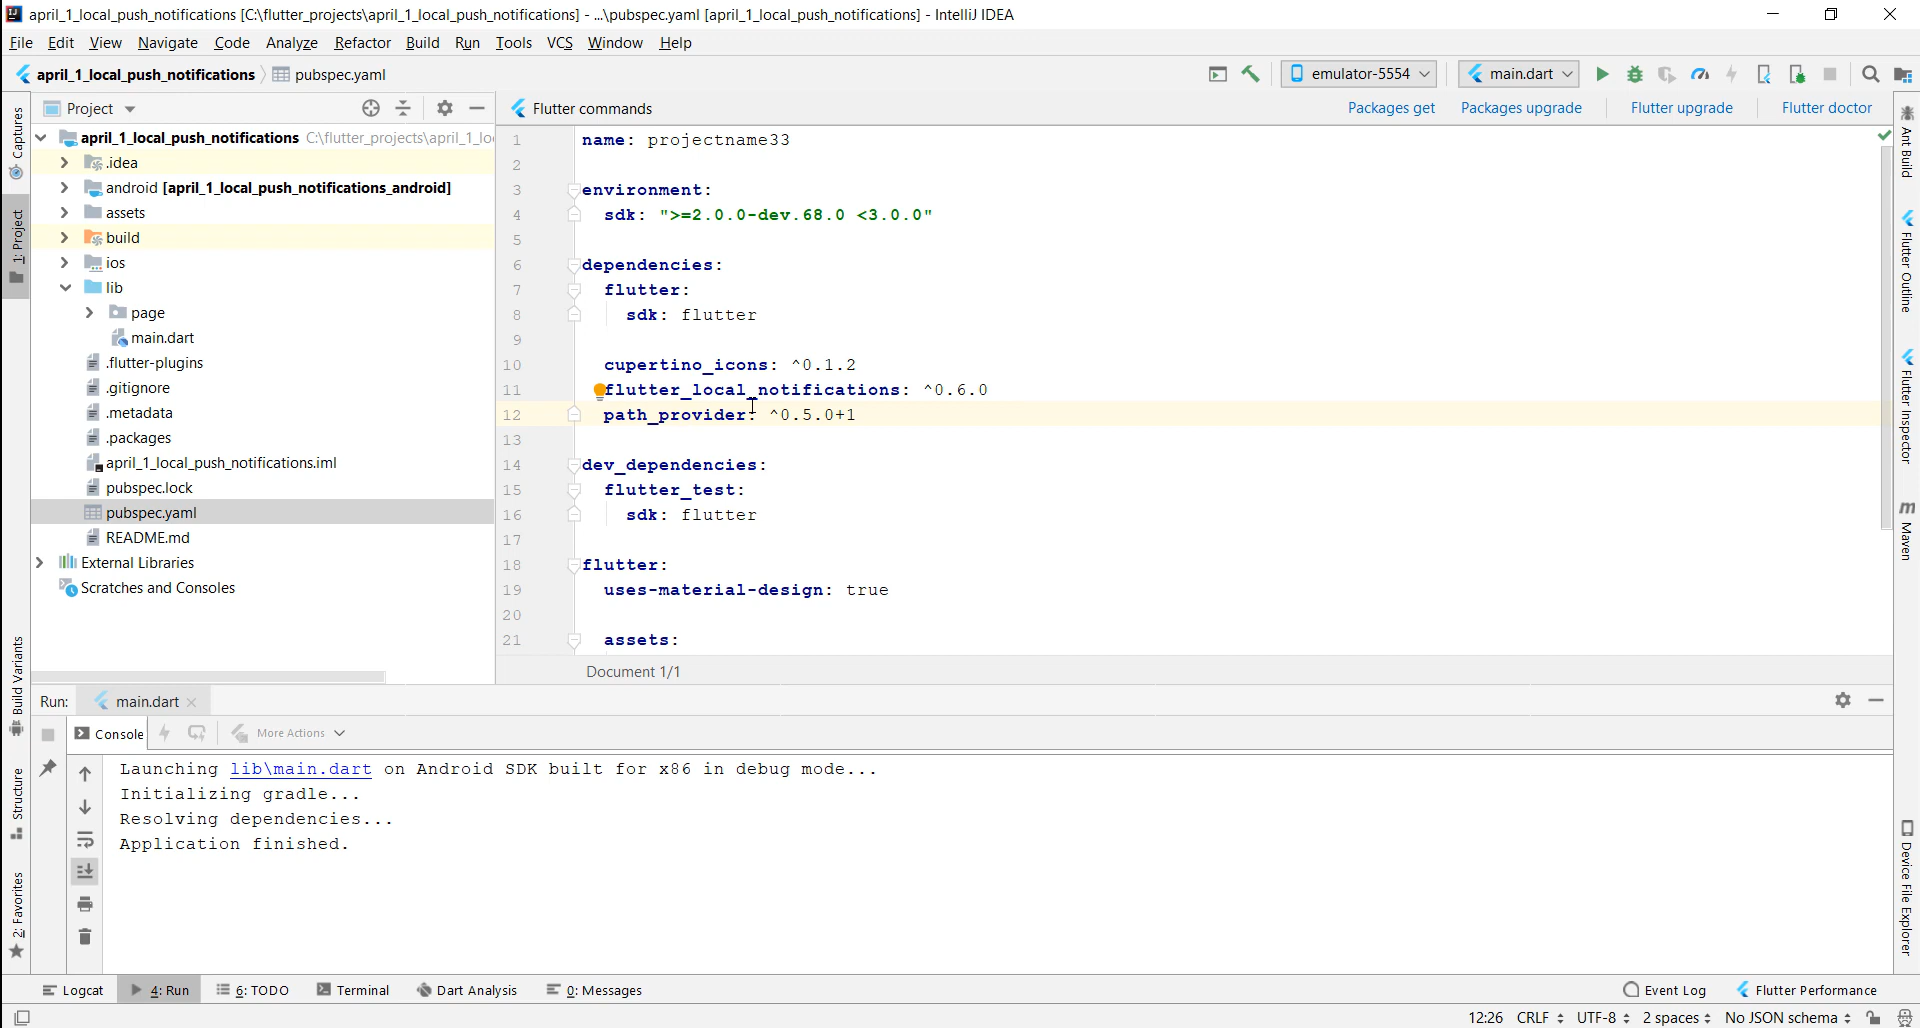 april_1_local_push_notifications [C:\flutter_projects\april_1_local_push_notifications] - ...\pubspec.yaml [april_1_local_push_notifications] - IntelliJ IDEA
File Edit View Navigate Code Analyze Refactor Build Run Tools VCS Window Help
april_1_local_push_notifications pubspec.yaml emulator-5554 main.dart
Project
Flutter commands Packages get Packages upgrade Flutter upgrade Flutter doctor
april_1_local_push_notifications C:\flutter_projects\april_1_lo
.idea
android [april_1_local_push_notifications_android]
assets
build
ios
lib
page
main.dart
.flutter-plugins
.gitignore
.metadata
.packages
april_1_local_push_notifications.iml
pubspec.lock
pubspec.yaml
README.md
External Libraries
Scratches and Consoles
1 name: projectname33
2
3 environment:
4 sdk: ">=2.0.0-dev.68.0 <3.0.0"
5
6 dependencies:
7 flutter:
8 sdk: flutter
9
10 cupertino_icons: ^0.1.2
11 flutter_local_notifications: ^0.6.0
12 path_provider: ^0.5.0+1
13
14 dev_dependencies:
15 flutter_test:
16 sdk: flutter
17
18 flutter:
19 uses-material-design: true
20
21 assets:
Document 1/1
Captures
1: Project
Build Variants
Structure
2: Favorites
Ant Build
Flutter Outline
Flutter Inspector
Maven
Device File Explorer
Run: main.dart
Console More Actions
Launching lib\main.dart on Android SDK built for x86 in debug mode...
Initializing gradle...
Resolving dependencies...
Application finished.
Logcat 4: Run 6: TODO Terminal Dart Analysis 0: Messages Event Log Flutter Performance
12:26 CRLF UTF-8 2 spaces No JSON schema